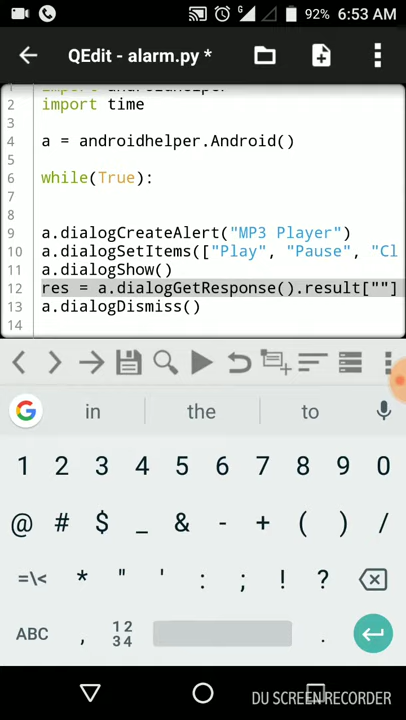 92% 6:53 AM
QEdit - alarm.py *
1 import androidhelper
2 import time
3
4 a = androidhelper.Android()
5
6 while(True):
7
8
9 a.dialogCreateAlert("MP3 Player")
10 a.dialogSetItems(["Play", "Pause", "Cl
11 a.dialogShow()
12 res = a.dialogGetResponse().result[""]
13 a.dialogDismiss()
14
G in the to
1 2 3 4 5 6 7 8 9 0
@ # $ _ & - + ( ) /
=\< * " ' : ; ! ?
ABC , 12 34 .
DU SCREEN RECORDER